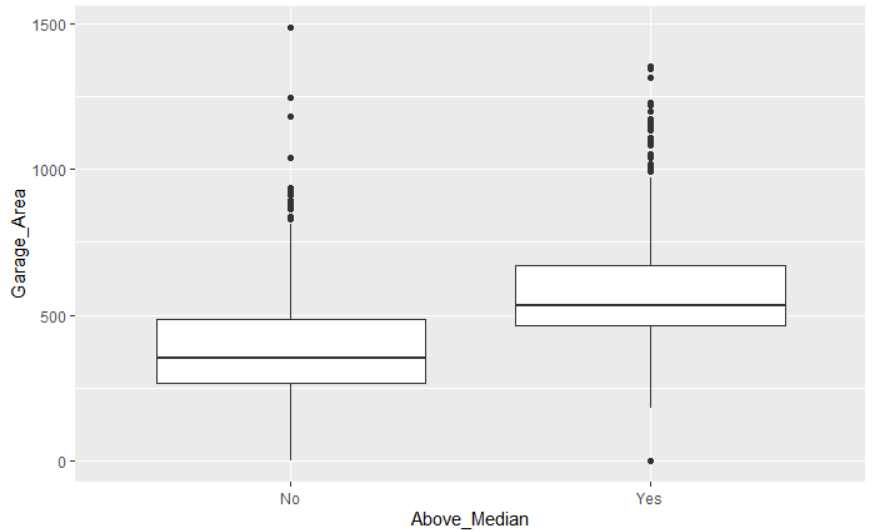 1500
1000
500
0
Garage_Area
No
Yes
Above_Median